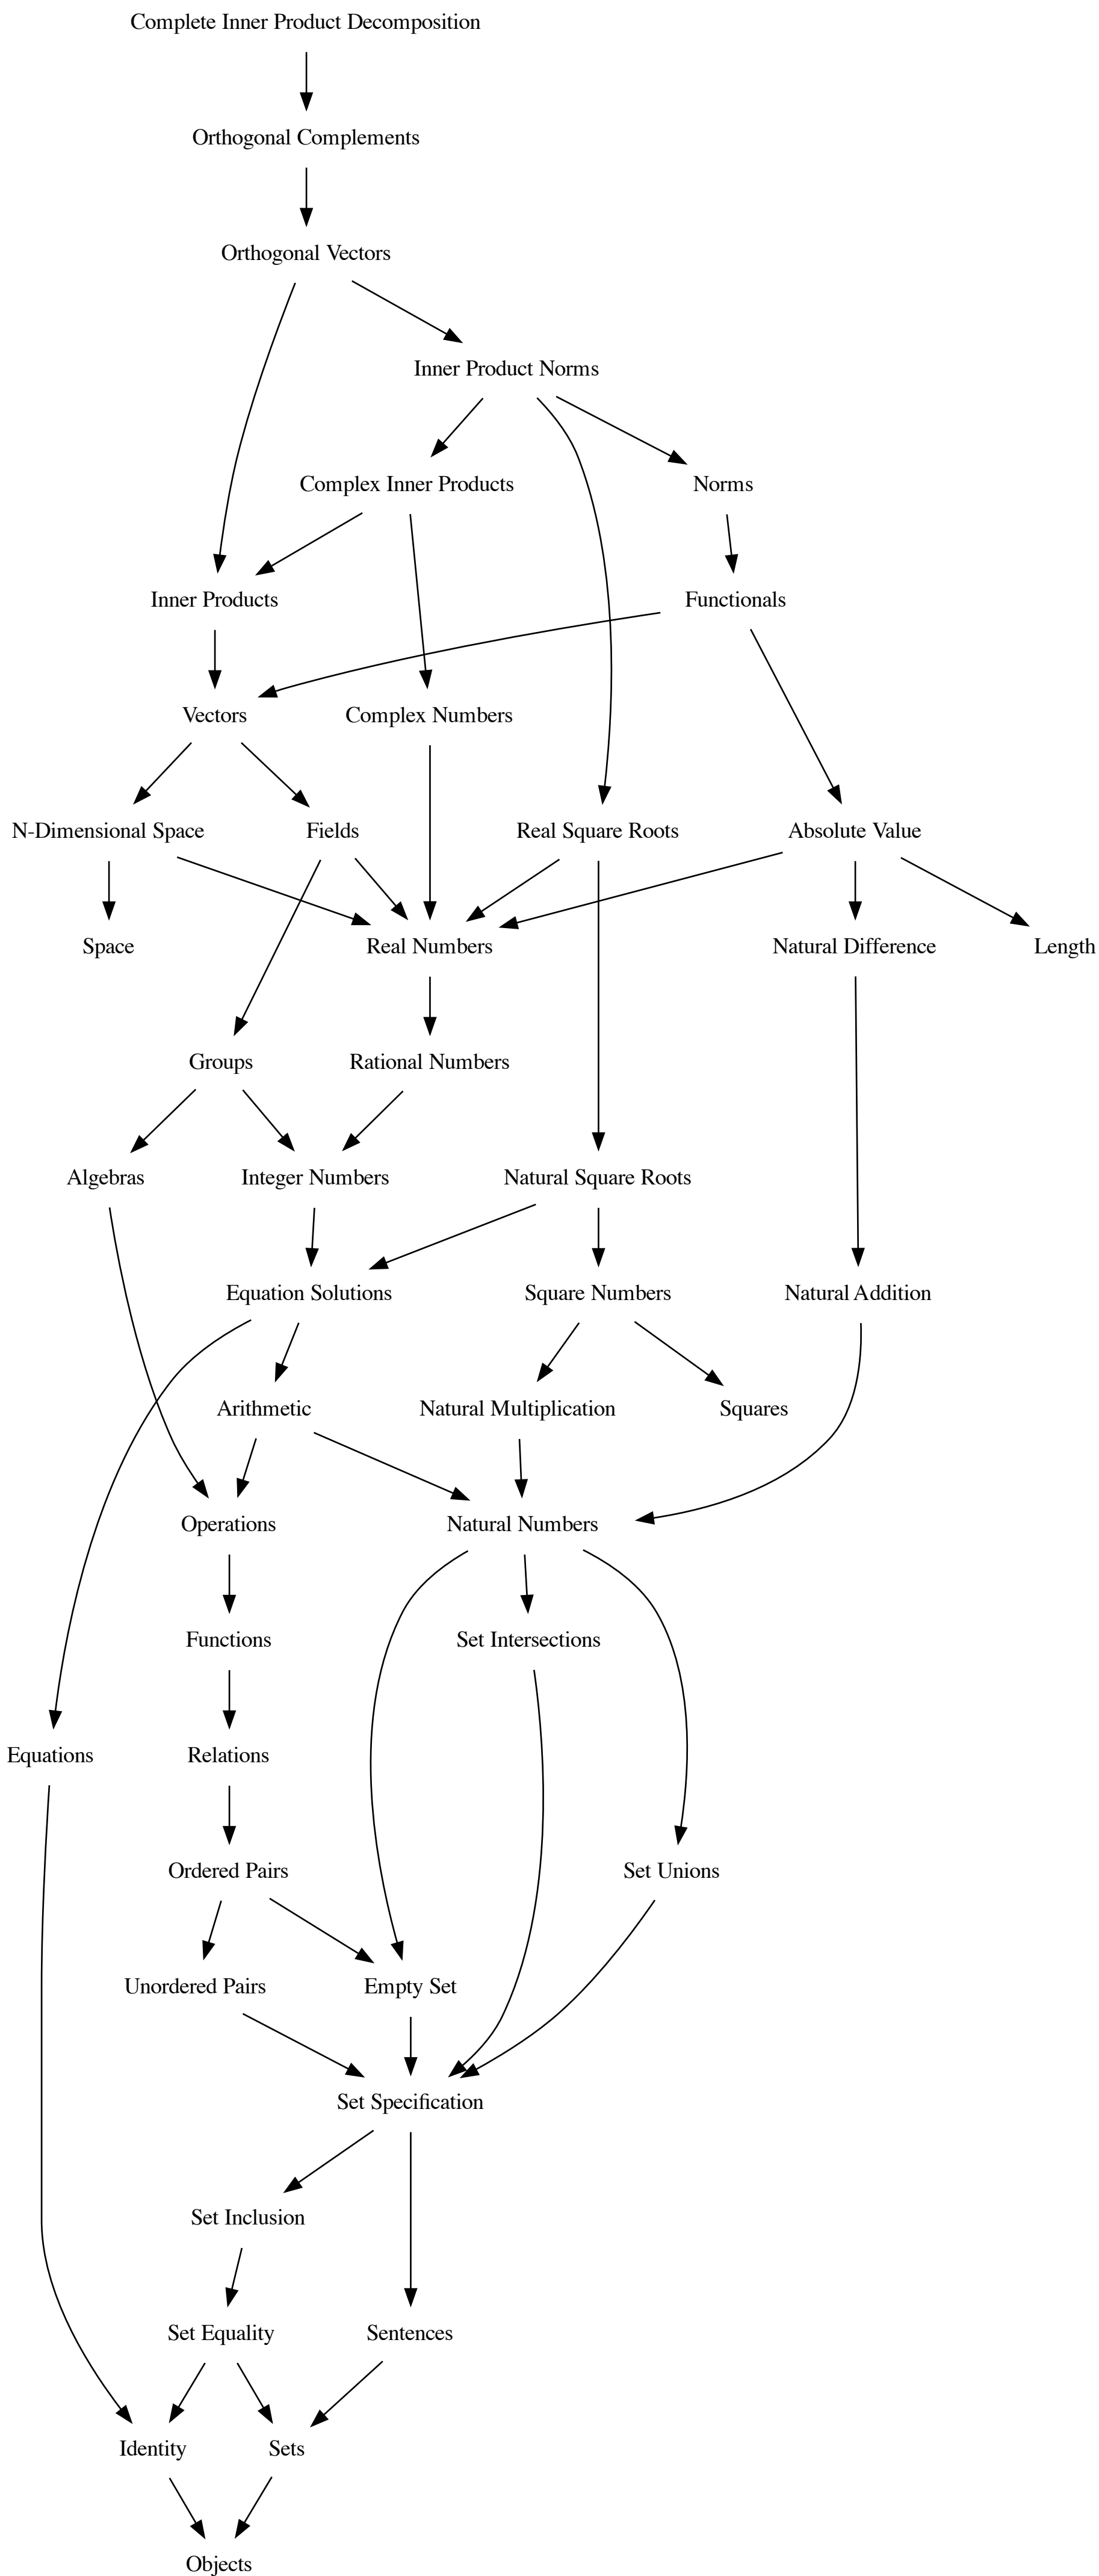 Complete Inner Product Decomposition
Orthogonal Complements
Orthogonal Vectors
Inner Product Norms
Complex Inner Products
Norms
Inner Products
Functionals
Vectors
Complex Numbers
N-Dimensional Space
Fields
Real Square Roots
Absolute Value
Space
Real Numbers
Natural Difference
Length
Groups
Rational Numbers
Algebras
Integer Numbers
Natural Square Roots
Equation Solutions
Square Numbers
Natural Addition
Arithmetic
Natural Multiplication
Squares
Operations
Natural Numbers
Functions
Set Intersections
Equations
Relations
Ordered Pairs
Set Unions
Unordered Pairs
Empty Set
Set Specification
Set Inclusion
Set Equality
Sentences
Identity
Sets
Objects